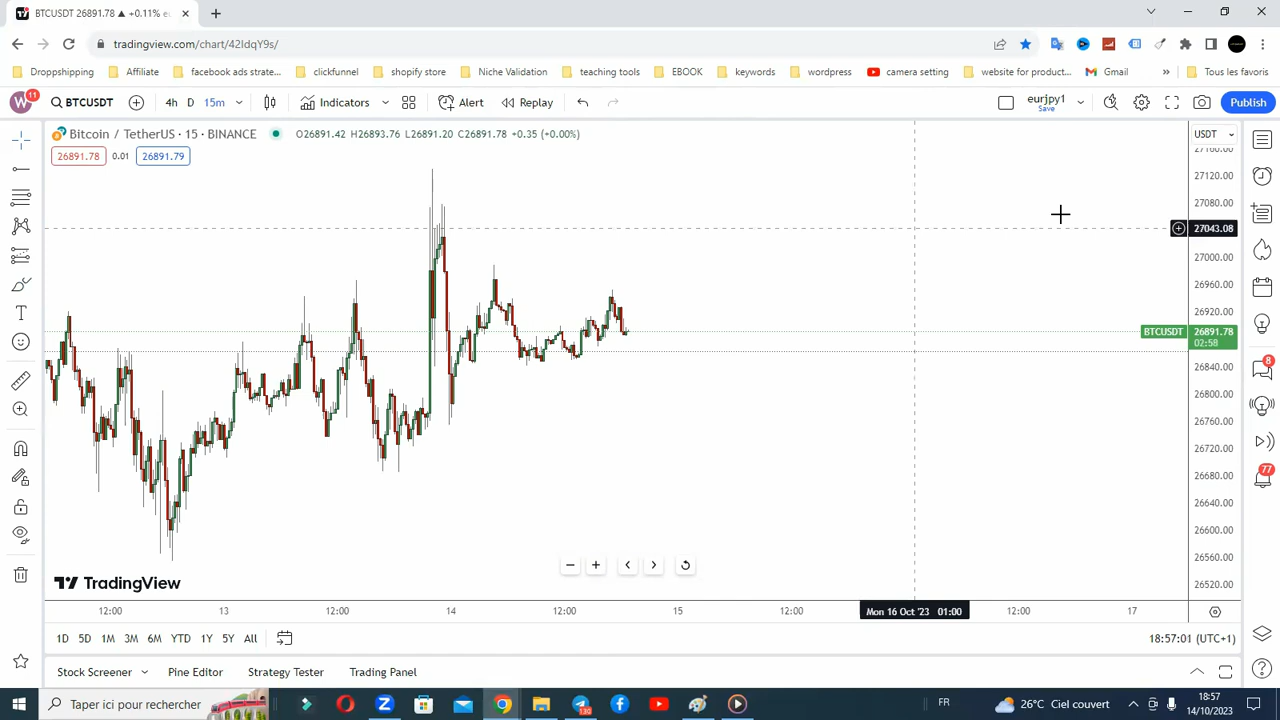 BTCUSDT 26891.78 ▲ +0.11%
tradingview.com/chart/42IdqY9s/
Droppshipping Affiliate facebook ads strate... clickfunnel shopify store Niche Validation teaching tools EBOOK keywords wordpress camera setting website for product... Gmail » Tous les favoris
W 11 BTCUSDT 4h D 15m Indicators Alert Replay eurjpy1 Save Publish
Bitcoin / TetherUS · 15 · BINANCE O26891.42 H26893.76 L26891.20 C26891.78 +0.35 (+0.00%) USDT
26891.78 0.01 26891.79
27160.00
27120.00
27080.00
27043.08
27000.00
26960.00
26920.00
BTCUSDT 26891.78
02:58
26840.00
26800.00
26760.00
26720.00
26680.00
26640.00
26600.00
26560.00
26520.00
8
77
TradingView
12:00 13 12:00 14 12:00 15 12:00 Mon 16 Oct '23 01:00 12:00 17
1D 5D 1M 3M 6M YTD 1Y 5Y All 18:57:01 (UTC+1)
Stock Screener Pine Editor Strategy Tester Trading Panel
Taper ici pour rechercher 130 FR 26°C Ciel couvert 18:57
14/10/2023